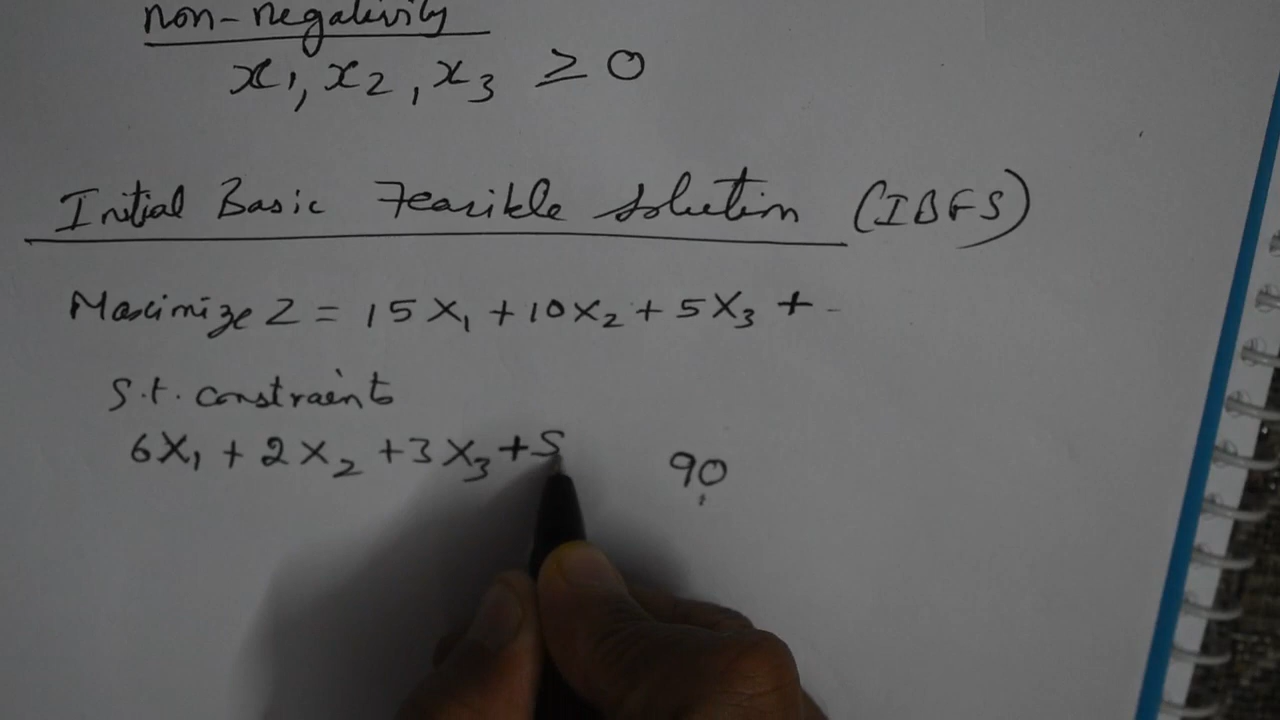 non-negativity
x1, x2, x3 ≥ 0
Initial Basic Feasible Solution (IBFS)
Maximize Z = 15X1 + 10X2 + 5X3 + -
S.t. constraints
6X1 + 2X2 + 3X3 + S 90